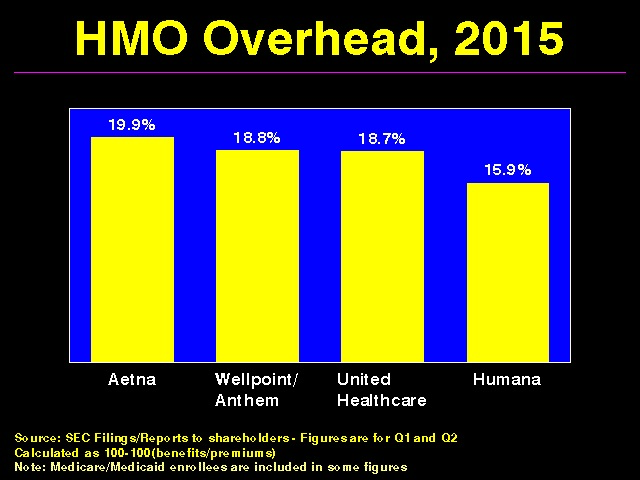 HMO Overhead, 2015
19.9%
18.8%
18.7%
15.9%
Aetna
Wellpoint/
Anthem
United
Healthcare
Humana
Source: SEC Filings/Reports to shareholders - Figures are for Q1 and Q2
Calculated as 100-100(benefits/premiums)
Note: Medicare/Medicaid enrollees are included in some figures